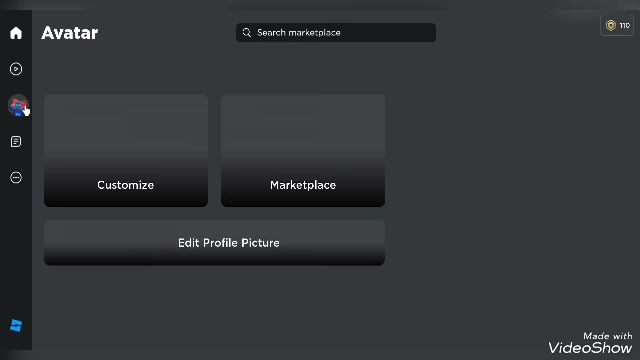 Avatar
Search marketplace
110
Customize
Marketplace
Edit Profile Picture
Made with
VideoShow